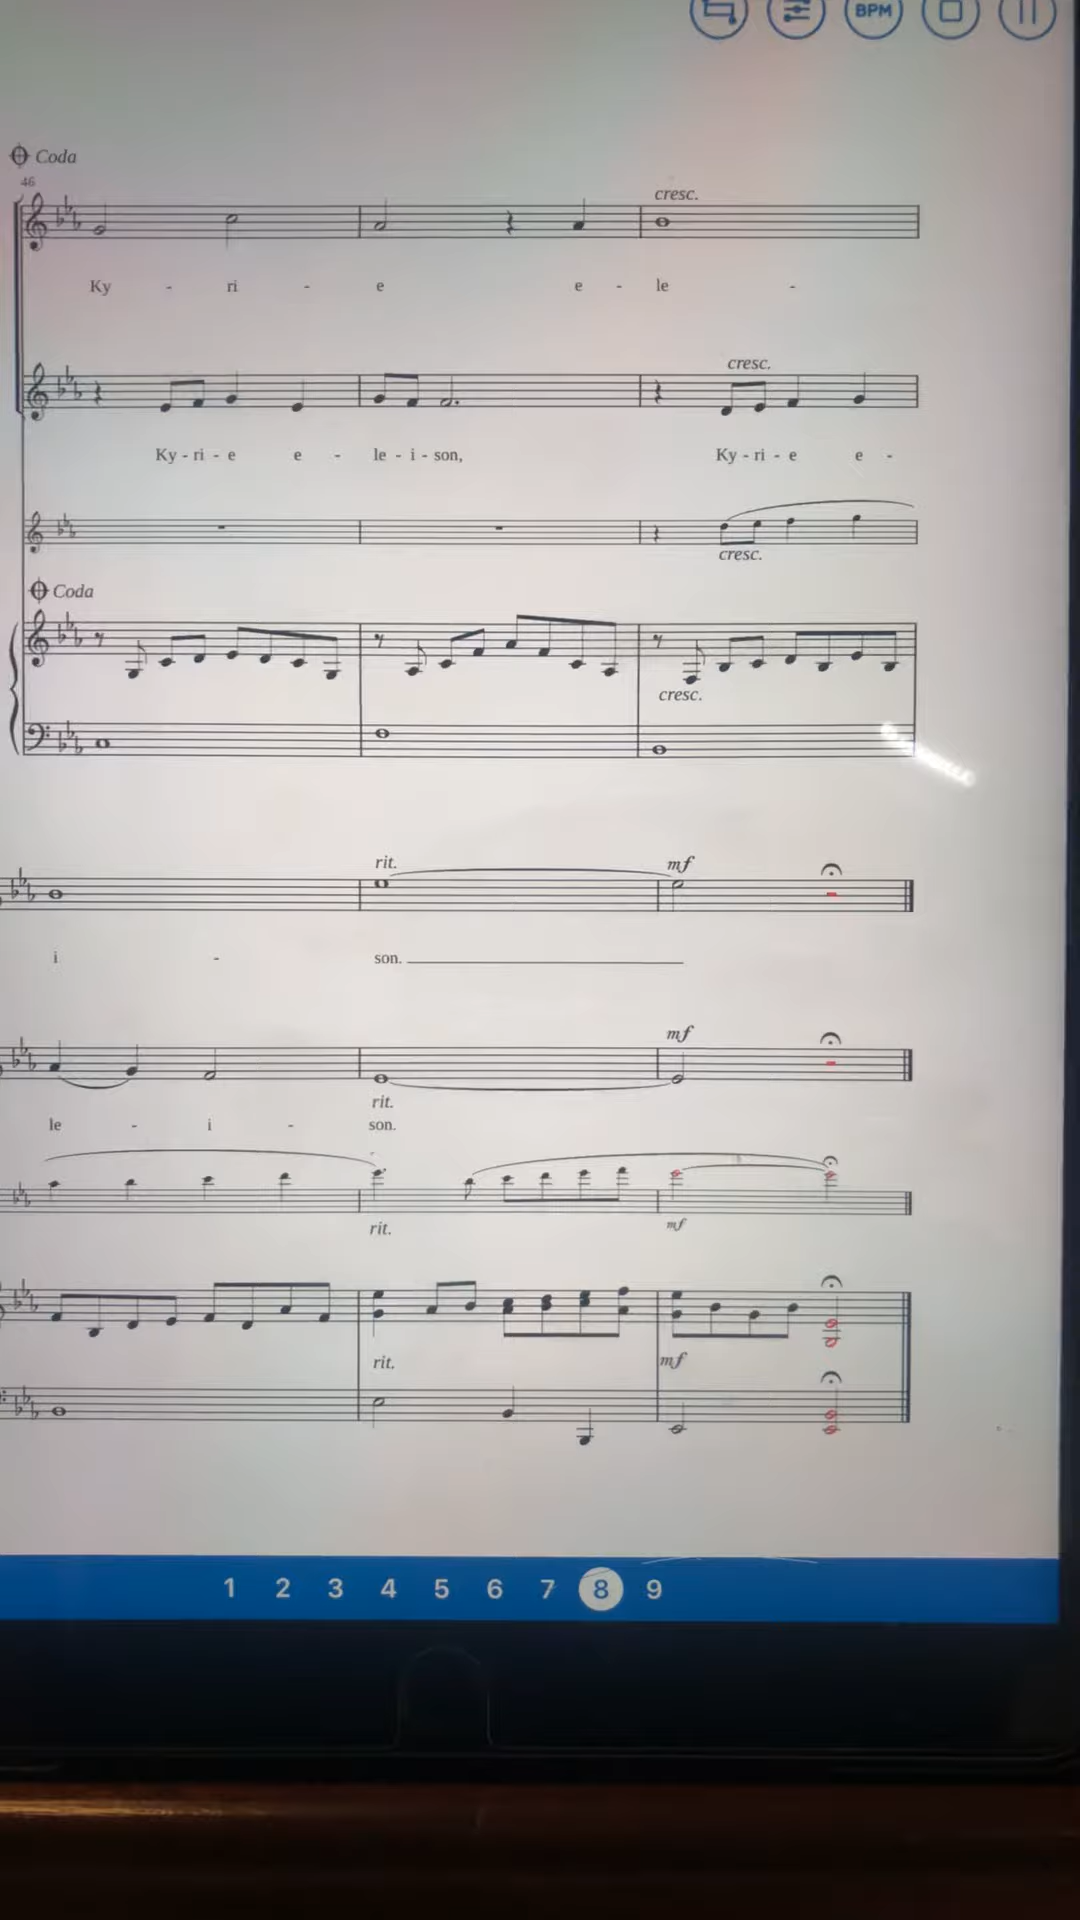 BPM
Coda
46
cresc.
Ky - ri - e e - le -
cresc.
Ky - ri - e e - le - i - son, Ky - ri - e e -
cresc.
Coda
cresc.
rit. mf
i - son.
mf
rit.
le - i - son.
rit. mf
rit. mf
1 2 3 4 5 6 7 8 9